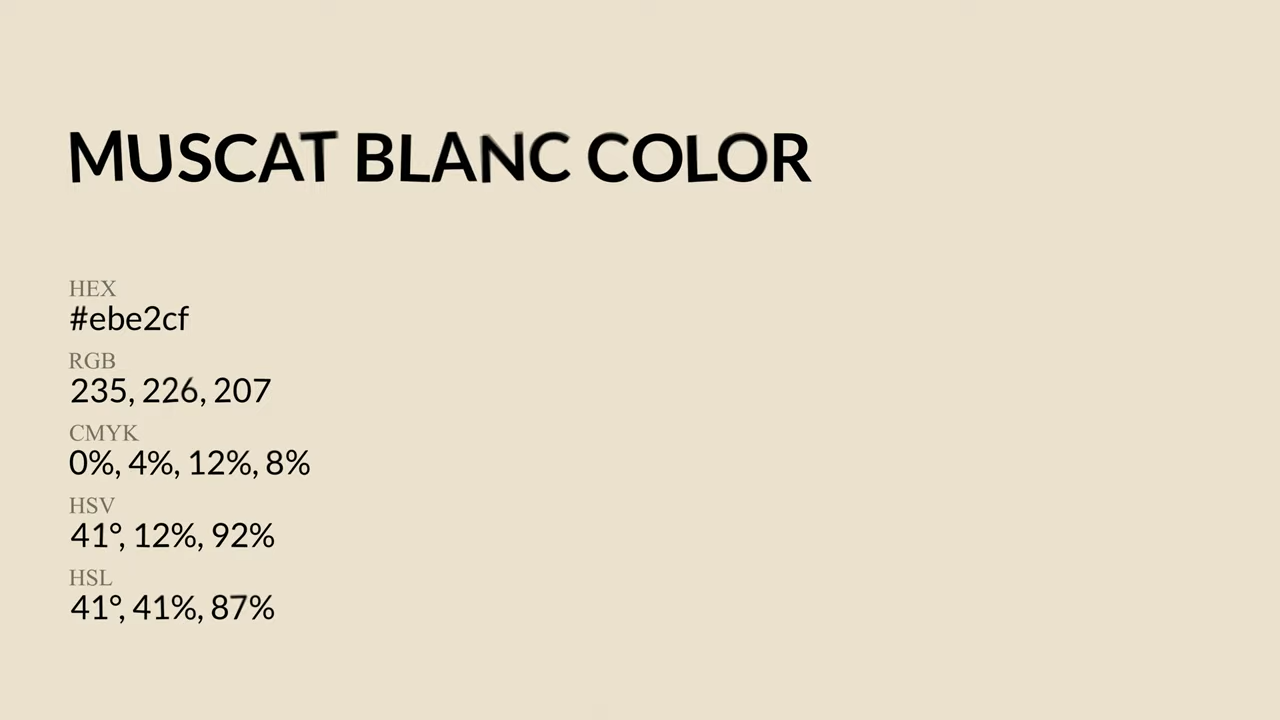 MUSCAT BLANC COLOR
HEX
#ebe2cf
RGB
235, 226, 207
CMYK
0%, 4%, 12%, 8%
HSV
41°, 12%, 92%
HSL
41°, 41%, 87%